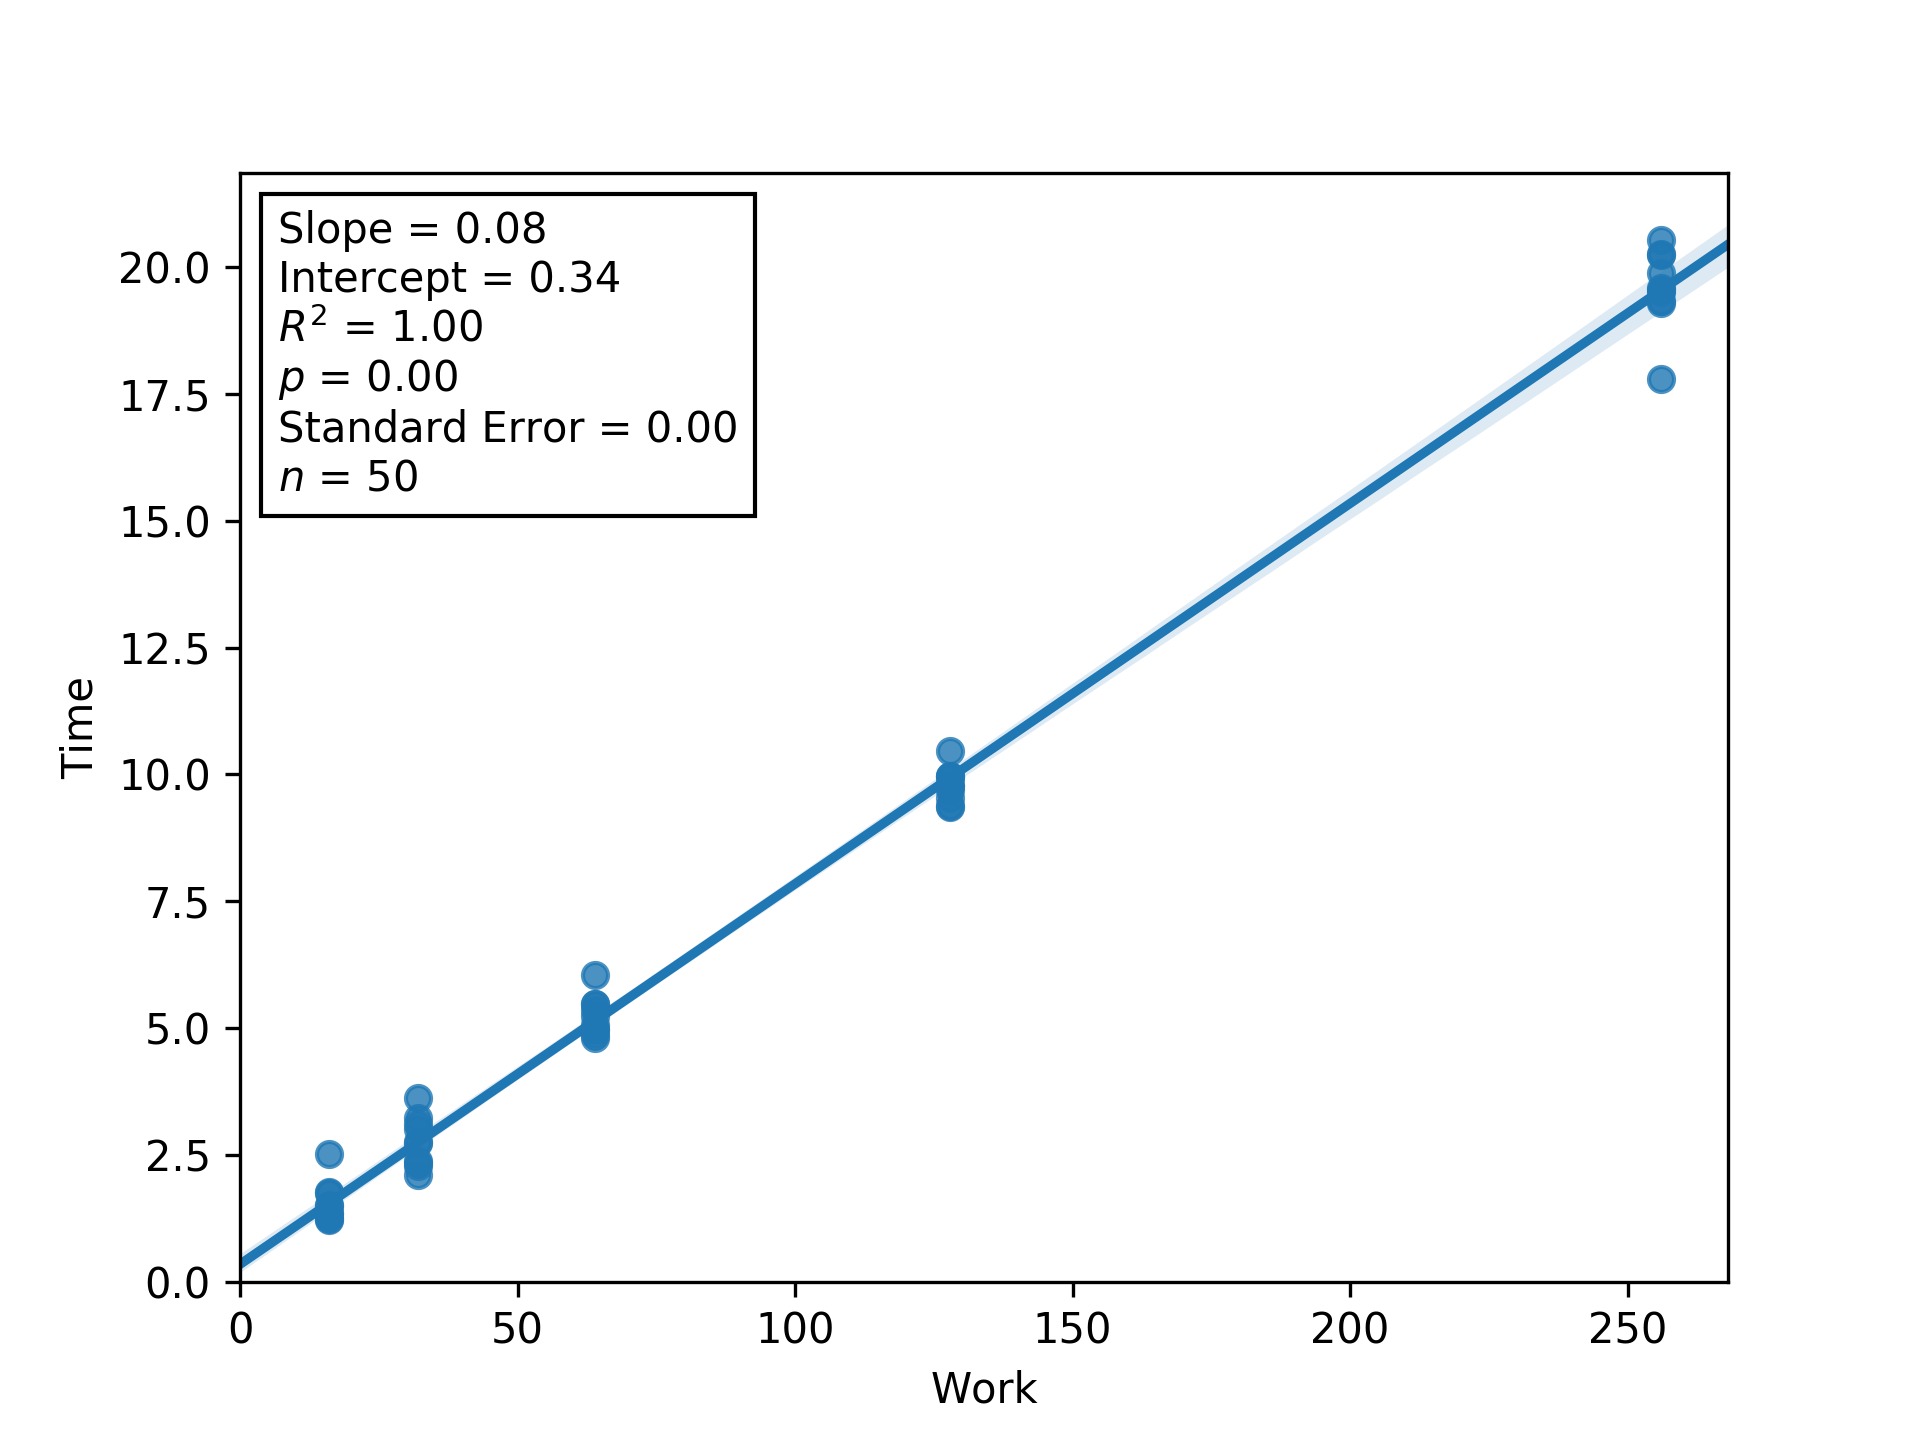 Slope = 0.08
Intercept = 0.34
R² = 1.00
p = 0.00
Standard Error = 0.00
n = 50
20.0
17.5
15.0
12.5
10.0
7.5
5.0
2.5
0.0
Time
0 50 100 150 200 250
Work